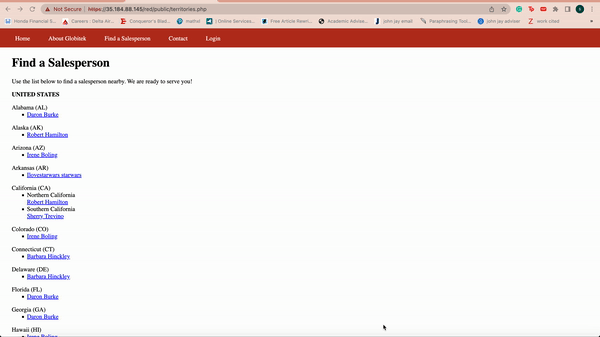 Not Secure https://35.184.88.145/red/public/territories.php
Honda Financial S... Careers : Delta Air... Conqueror's Blad... mathxl | Online Services... Free Article Rewri... Academic Advise... john jay email john jay adviser Paraphrasing Tool... work cited
Home About Globitek Find a Salesperson Contact Login
Find a Salesperson
Use the list below to find a salesperson nearby. We are ready to serve you!
UNITED STATES
Alabama (AL)
Daron Burke
Alaska (AK)
Robert Hamilton
Arizona (AZ)
Irene Boling
Arkansas (AR)
Ilovestarwars starwars
California (CA)
Northern California
Robert Hamilton
Southern California
Sherry Trevino
Colorado (CO)
Irene Boling
Connecticut (CT)
Barbara Hinckley
Delaware (DE)
Barbara Hinckley
Florida (FL)
Daron Burke
Georgia (GA)
Daron Burke
Hawaii (HI)
Irene Boling